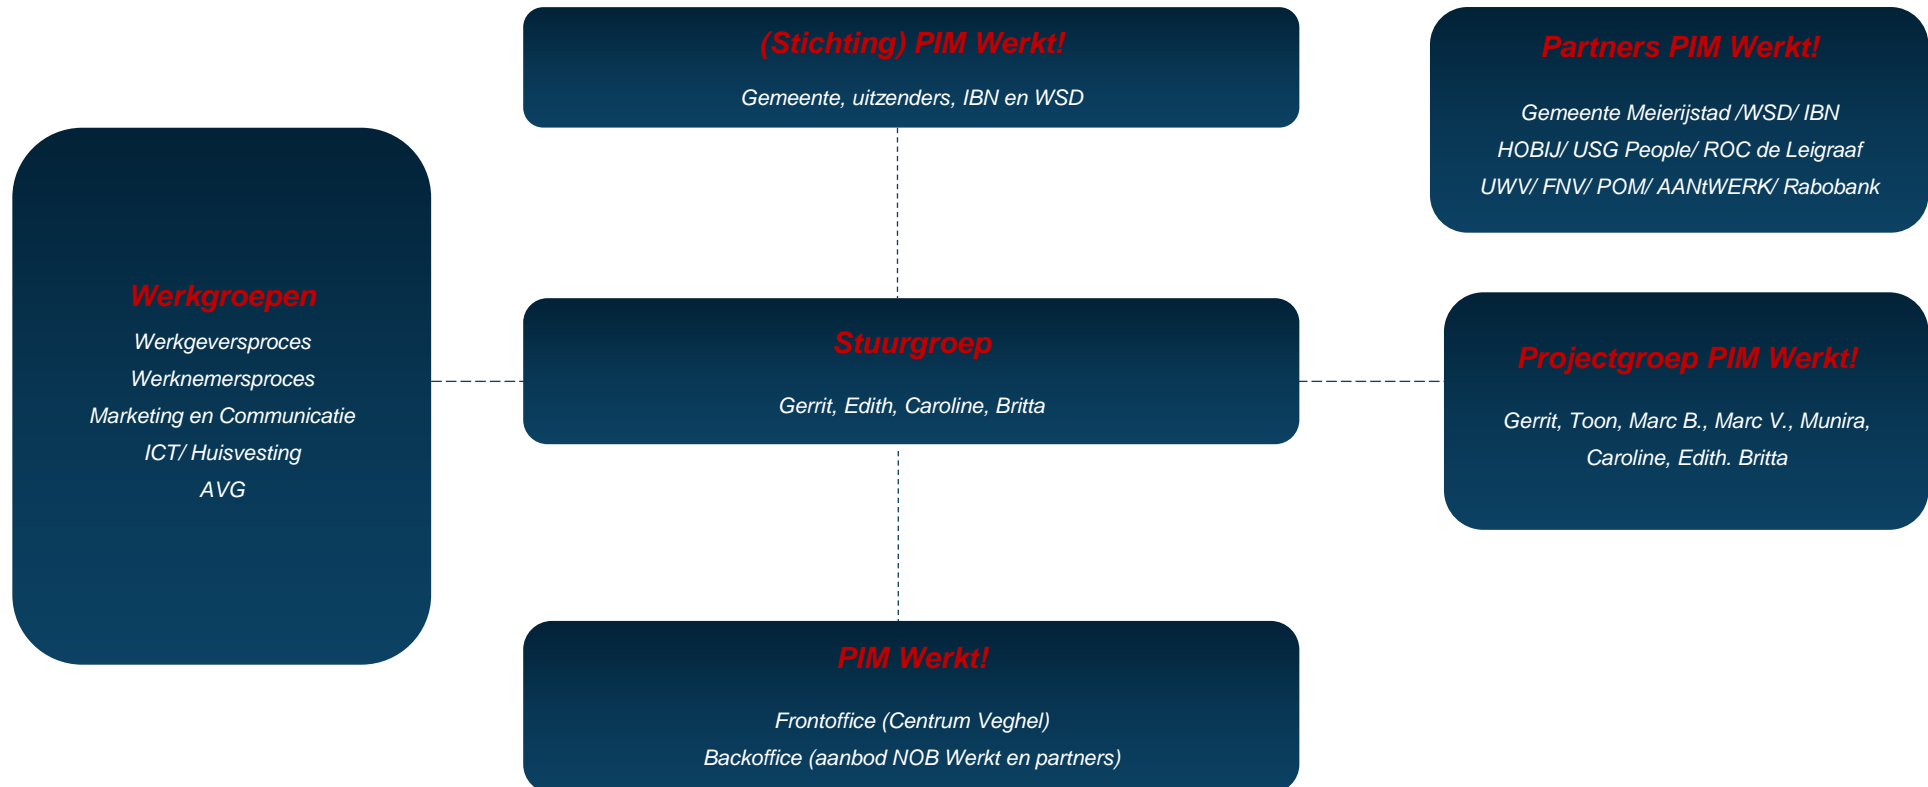 (Stichting) PIM Werkt!
Gemeente, uitzenders, IBN en WSD
Partners PIM Werkt!
Gemeente Meierijstad /WSD/ IBN
HOBIJ/ USG People/ ROC de Leigraaf
UWV/ FNV/ POM/ AANtWERK/ Rabobank
Werkgroepen
Werkgeversproces
Werknemersproces
Marketing en Communicatie
ICT/ Huisvesting
AVG
Stuurgroep
Gerrit, Edith, Caroline, Britta
Projectgroep PIM Werkt!
Gerrit, Toon, Marc B., Marc V., Munira,
Caroline, Edith. Britta
PIM Werkt!
Frontoffice (Centrum Veghel)
Backoffice (aanbod NOB Werkt en partners)